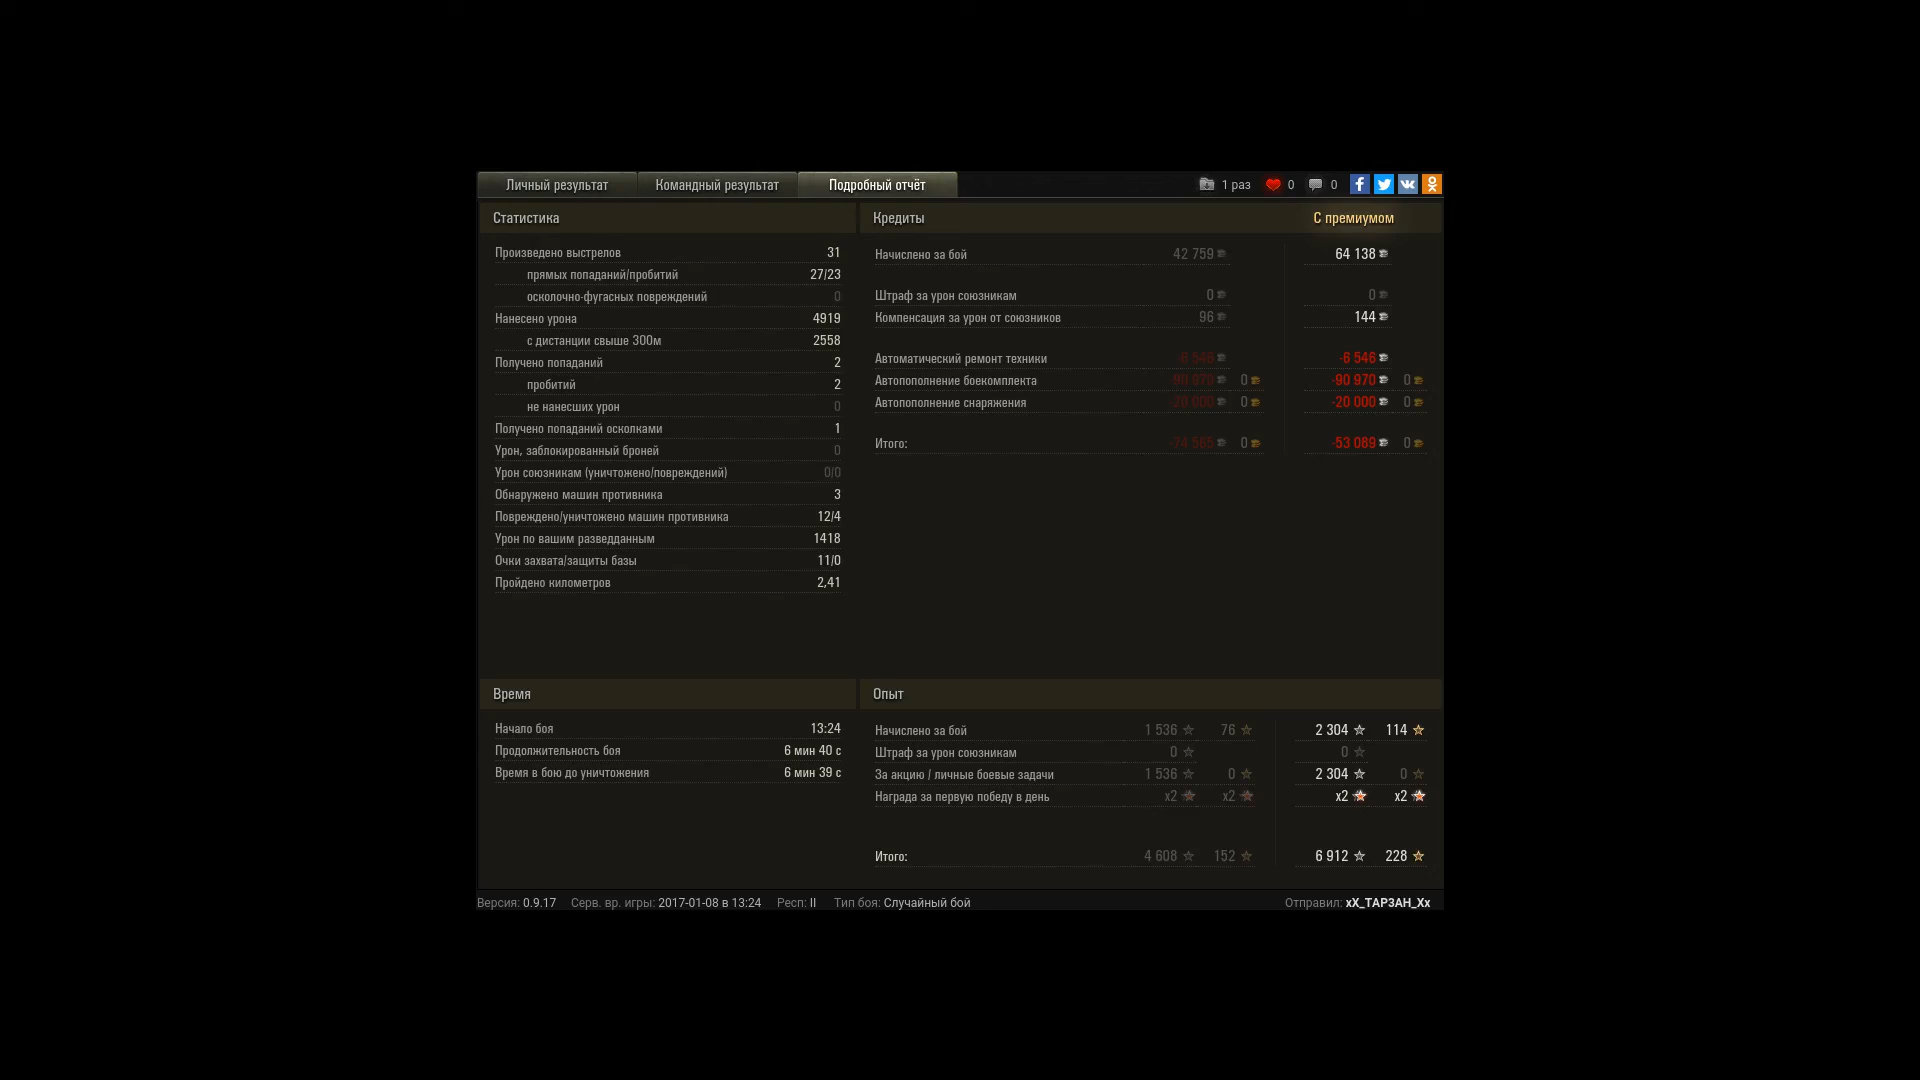 Личный результат Командный результат Подробный отчёт 1 раз 0 0
Статистика
Произведено выстрелов 31
прямых попаданий/пробитий 27/23
осколочно-фугасных повреждений 0
Нанесено урона 4919
с дистанции свыше 300м 2558
Получено попаданий 2
пробитий 2
не нанесших урон 0
Получено попаданий осколками 1
Урон, заблокированный броней 0
Урон союзникам (уничтожено/повреждений) 0/0
Обнаружено машин противника 3
Повреждено/уничтожено машин противника 12/4
Урон по вашим разведданным 1418
Очки захвата/защиты базы 11/0
Пройдено километров 2,41
Кредиты С премиумом
Начислено за бой 42 759 64 138
Штраф за урон союзникам 0 0
Компенсация за урон от союзников 96 144
Автоматический ремонт техники -6 546 -6 546
Автопополнение боекомплекта -90 970 0 -90 970 0
Автопополнение снаряжения -20 000 0 -20 000 0
Итого: -74 565 0 -53 089 0
Время
Начало боя 13:24
Продолжительность боя 6 мин 40 с
Время в бою до уничтожения 6 мин 39 с
Опыт
Начислено за бой 1 536 76 2 304 114
Штраф за урон союзникам 0 0
За акцию / личные боевые задачи 1 536 0 2 304 0
Награда за первую победу в день x2 x2 x2 x2
Итого: 4 608 152 6 912 228
Версия: 0.9.17 Серв. вр. игры: 2017-01-08 в 13:24 Респ: II Тип боя: Случайный бой Отправил: xX_TAP3AH_Xx